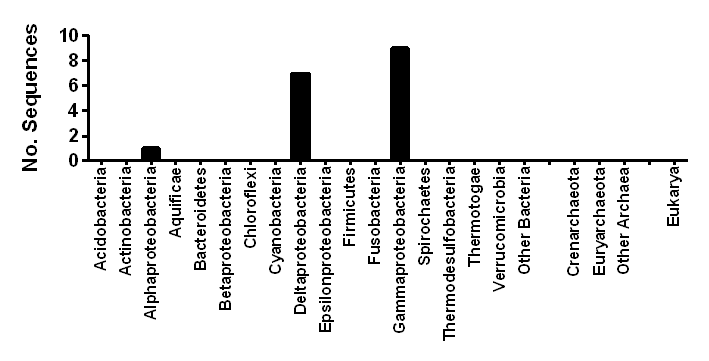 No. Sequences
10
8
6
4
2
0
Acidobacteria
Actinobacteria
Alphaproteobacteria
Aquificae
Bacteroidetes
Betaproteobacteria
Chloroflexi
Cyanobacteria
Deltaproteobacteria
Epsilonproteobacteria
Firmicutes
Fusobacteria
Gammaproteobacteria
Spirochaetes
Thermodesulfobacteria
Thermotogae
Verrucomicrobia
Other Bacteria
Crenarchaeota
Euryarchaeota
Other Archaea
Eukarya